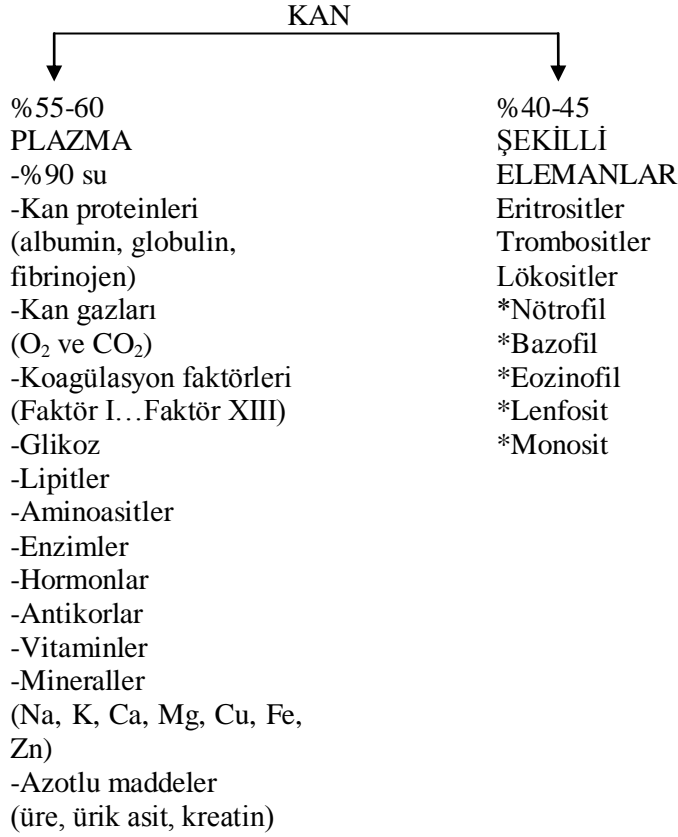 KAN
%55-60
PLAZMA
-%90 su
-Kan proteinleri
(albumin, globulin,
fibrinojen)
-Kan gazları
(O₂ ve CO₂)
-Koagülasyon faktörleri
(Faktör I…Faktör XIII)
-Glikoz
-Lipitler
-Aminoasitler
-Enzimler
-Hormonlar
-Antikorlar
-Vitaminler
-Mineraller
(Na, K, Ca, Mg, Cu, Fe,
Zn)
-Azotlu maddeler
(üre, ürik asit, kreatin)
%40-45
ŞEKİLLİ
ELEMANLAR
Eritrositler
Trombositler
Lökositler
*Nötrofil
*Bazofil
*Eozinofil
*Lenfosit
*Monosit